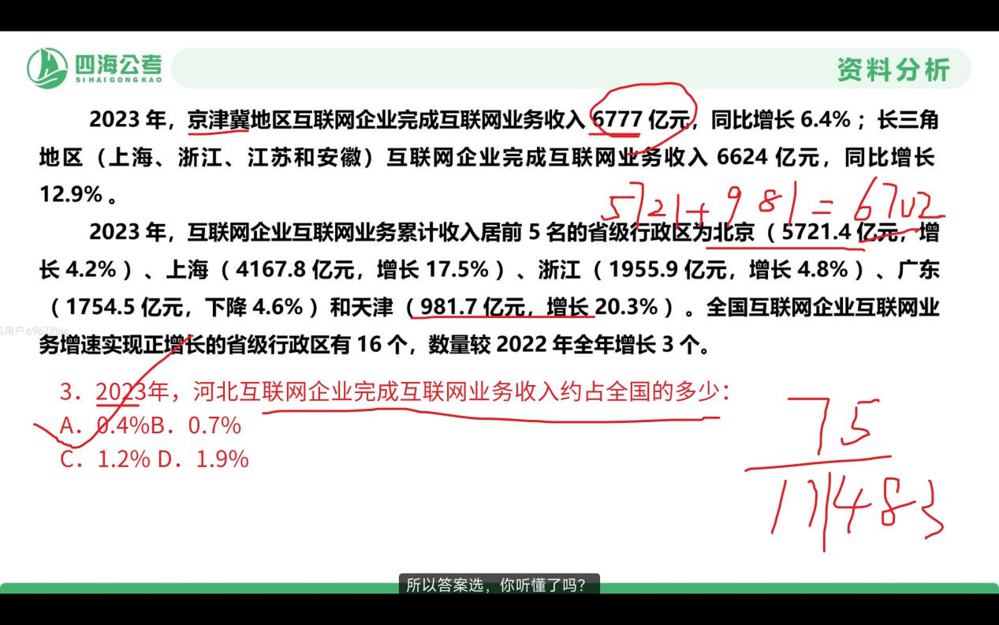 四海公考
SIHAIGONGKAO
资料分析
2023 年，京津冀地区互联网企业完成互联网业务收入 6777 亿元，同比增长 6.4%；长三角
地区（上海、浙江、江苏和安徽）互联网企业完成互联网业务收入 6624 亿元，同比增长
12.9%。
5721+981=6702
2023 年，互联网企业互联网业务累计收入居前 5 名的省级行政区为北京（5721.4 亿元，增
长 4.2%）、上海（4167.8 亿元，增长 17.5%）、浙江（1955.9 亿元，增长 4.8%）、广东
（1754.5 亿元，下降 4.6%）和天津（981.7 亿元，增长 20.3%）。全国互联网企业互联网业
务增速实现正增长的省级行政区有 16 个，数量较 2022 年全年增长 3 个。
3．2023年，河北互联网企业完成互联网业务收入约占全国的多少：
A．0.4%B．0.7%
C．1.2% D．1.9%
75
17483
所以答案选，你听懂了吗？